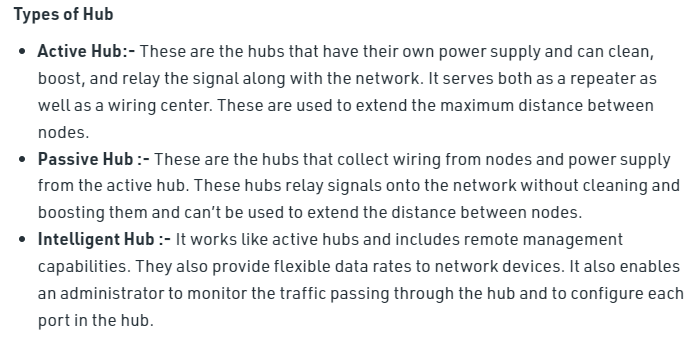 Types of Hub
• Active Hub:- These are the hubs that have their own power supply and can clean,
boost, and relay the signal along with the network. It serves both as a repeater as
well as a wiring center. These are used to extend the maximum distance between
nodes.
• Passive Hub :- These are the hubs that collect wiring from nodes and power supply
from the active hub. These hubs relay signals onto the network without cleaning and
boosting them and can’t be used to extend the distance between nodes.
• Intelligent Hub :- It works like active hubs and includes remote management
capabilities. They also provide flexible data rates to network devices. It also enables
an administrator to monitor the traffic passing through the hub and to configure each
port in the hub.